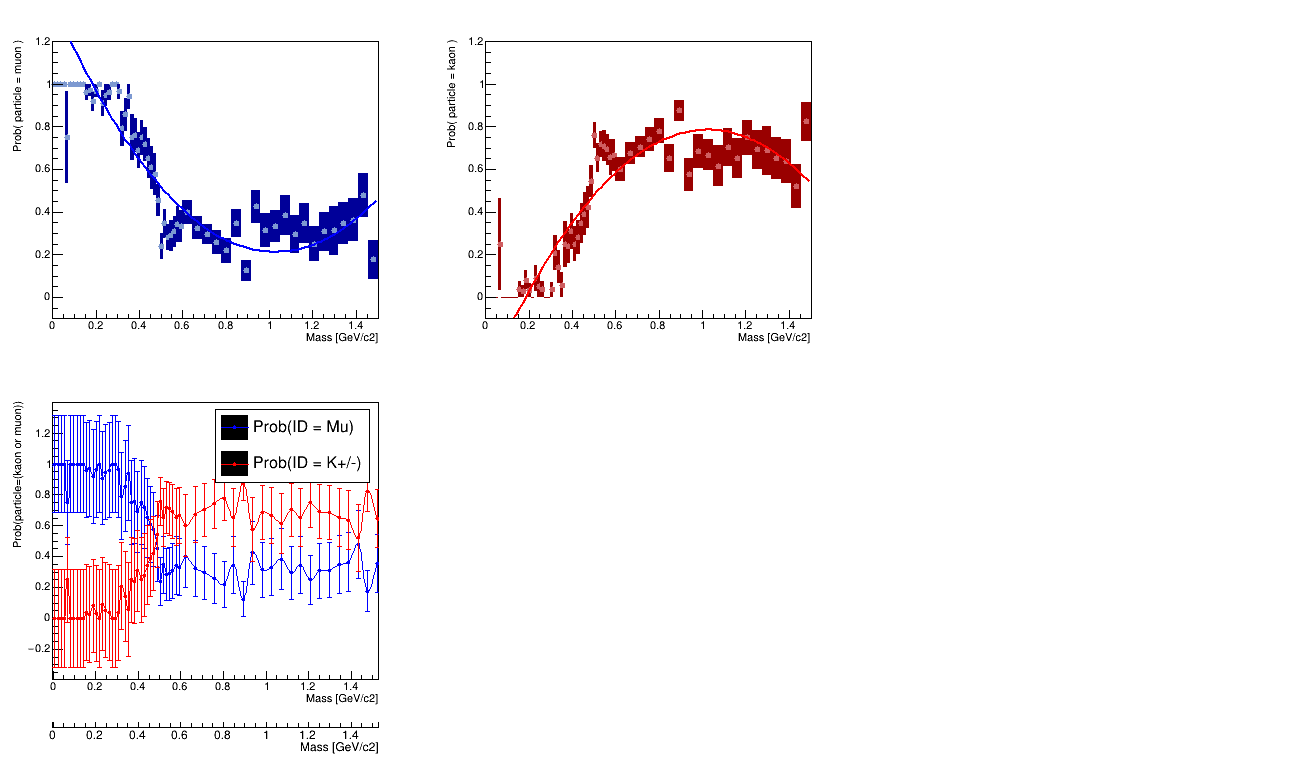 Prob( particle = muon )
1.2
1
0.8
0.6
0.4
0.2
0
0 0.2 0.4 0.6 0.8 1 1.2 1.4
Mass [GeV/c2]
Prob( particle = kaon )
1.2
1
0.8
0.6
0.4
0.2
0
0 0.2 0.4 0.6 0.8 1 1.2 1.4
Mass [GeV/c2]
Prob(particle=(kaon or muon))
1.2
1
0.8
0.6
0.4
0.2
0
−0.2
Prob(ID = Mu)
Prob(ID = K+/-)
0 0.2 0.4 0.6 0.8 1 1.2 1.4
Mass [GeV/c2]
0 0.2 0.4 0.6 0.8 1 1.2 1.4
Mass [GeV/c2]